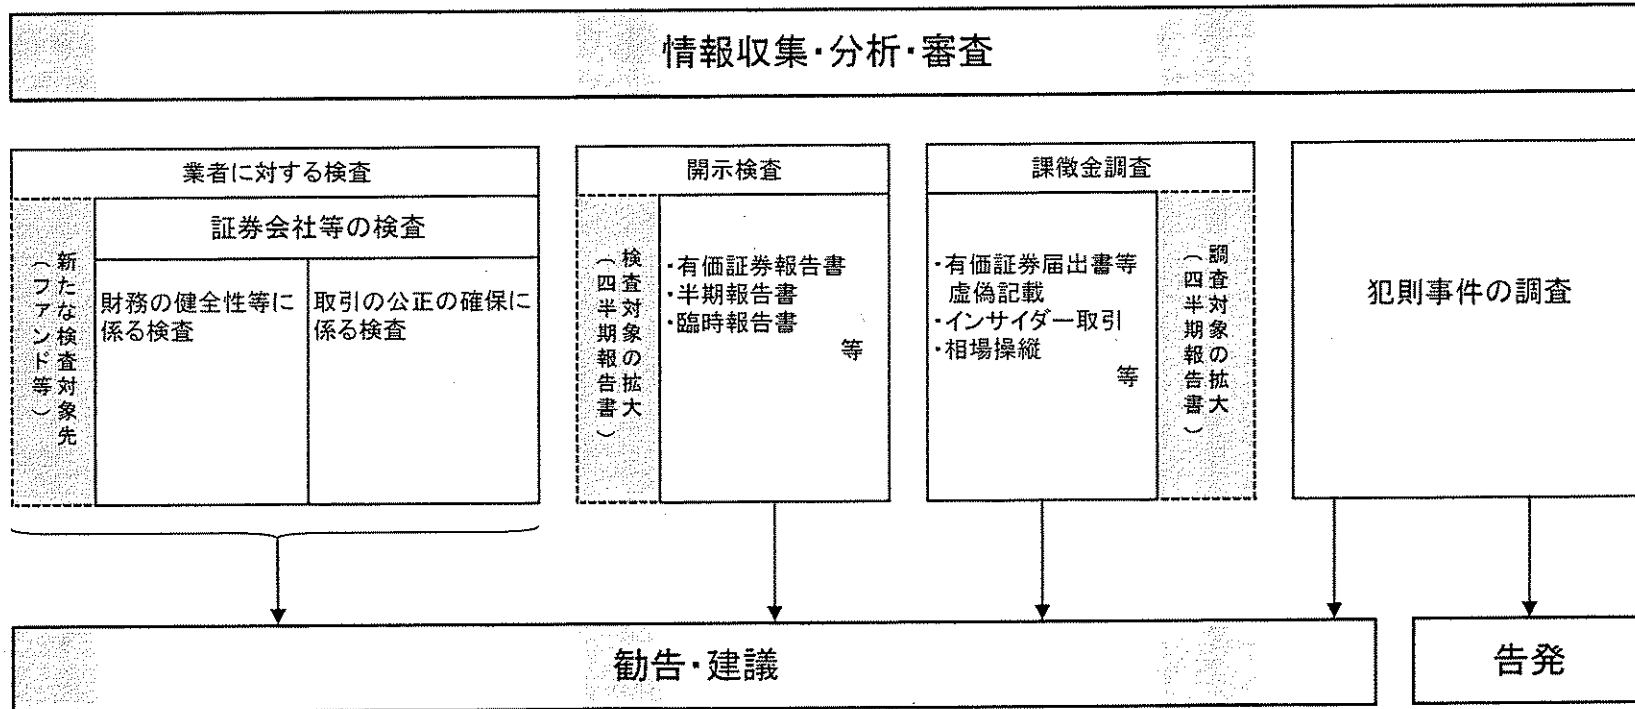 情報収集・分析・審査
業者に対する検査
新たな検査対象先
（ファンド等）
証券会社等の検査
財務の健全性等に
係る検査
取引の公正の確保に
係る検査
開示検査
検査対象の拡大
（四半期報告書）
・有価証券報告書
・半期報告書
・臨時報告書
等
課徴金調査
・有価証券届出書等
虚偽記載
・インサイダー取引
・相場操縦
等
調査対象の拡大
（四半期報告書）
犯則事件の調査
勧告・建議
告発